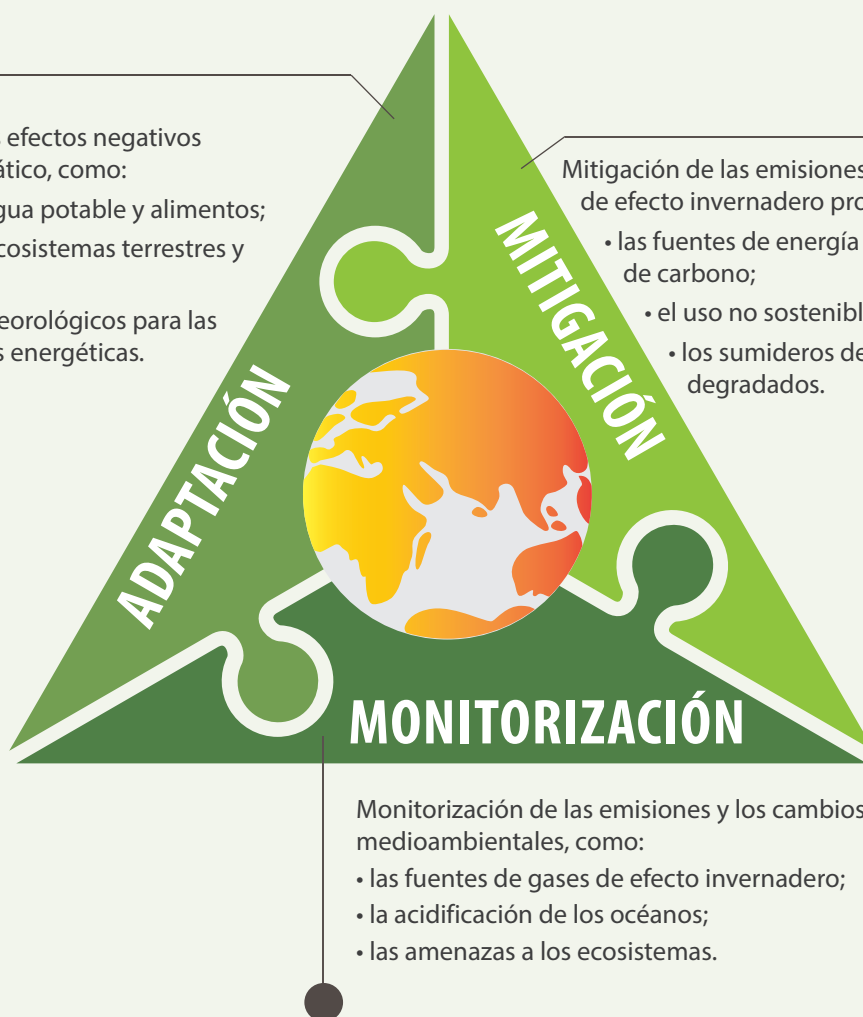 efectos negativos
ático, como:
gua potable y alimentos;
cosistemas terrestres y
eorológicos para las
s energéticas.
ADAPTACIÓN
Mitigación de las emisiones
de efecto invernadero pro
• las fuentes de energía
de carbono;
• el uso no sostenibl
• los sumideros de
degradados.
MITIGACIÓN
MONITORIZACIÓN
Monitorización de las emisiones y los cambios
medioambientales, como:
• las fuentes de gases de efecto invernadero;
• la acidificación de los océanos;
• las amenazas a los ecosistemas.